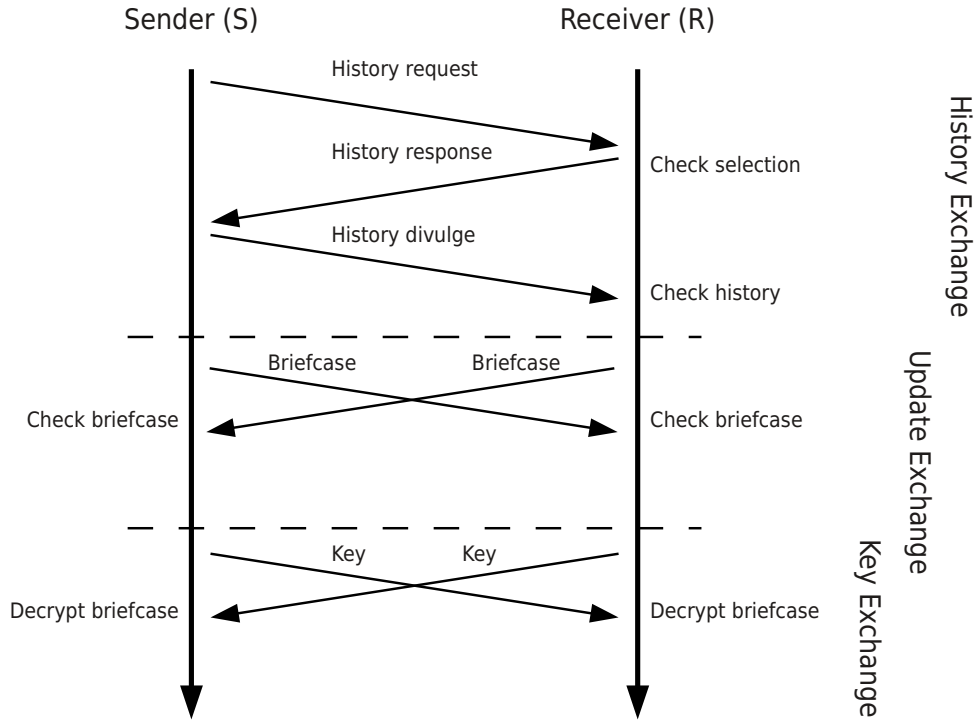 Sender (S)
Receiver (R)
History request
History response
Check selection
History divulge
Check history
History Exchange
Briefcase
Briefcase
Check briefcase
Check briefcase
Update Exchange
Key
Key
Decrypt briefcase
Decrypt briefcase
Key Exchange